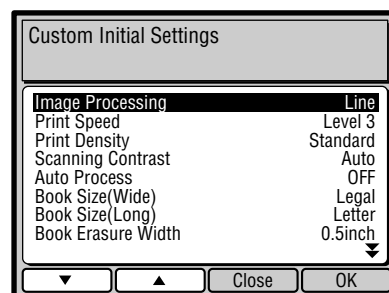 Custom Initial Settings
Image Processing Line
Print Speed Level 3
Print Density Standard
Scanning Contrast Auto
Auto Process OFF
Book Size(Wide) Legal
Book Size(Long) Letter
Book Erasure Width 0.5inch
Close OK